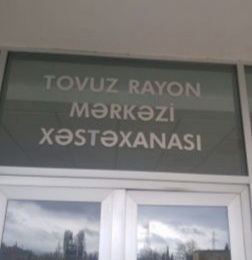 TOVUZ RAYON
MƏRKƏZİ
XƏSTƏXANASI